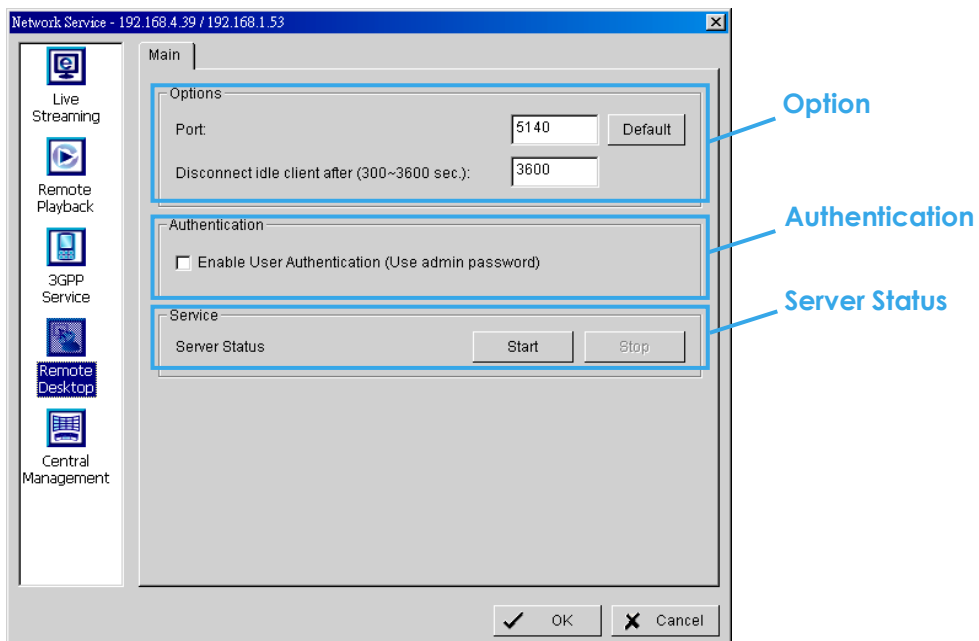 Network Service - 192.168.4.39 / 192.168.1.53
Live
Streaming
Remote
Playback
3GPP
Service
Remote
Desktop
Central
Management
Main
Options
Port:
5140
Default
Disconnect idle client after (300~3600 sec.):
3600
Authentication
Enable User Authentication (Use admin password)
Service
Server Status
Start
Stop
OK
Cancel
Option
Authentication
Server Status